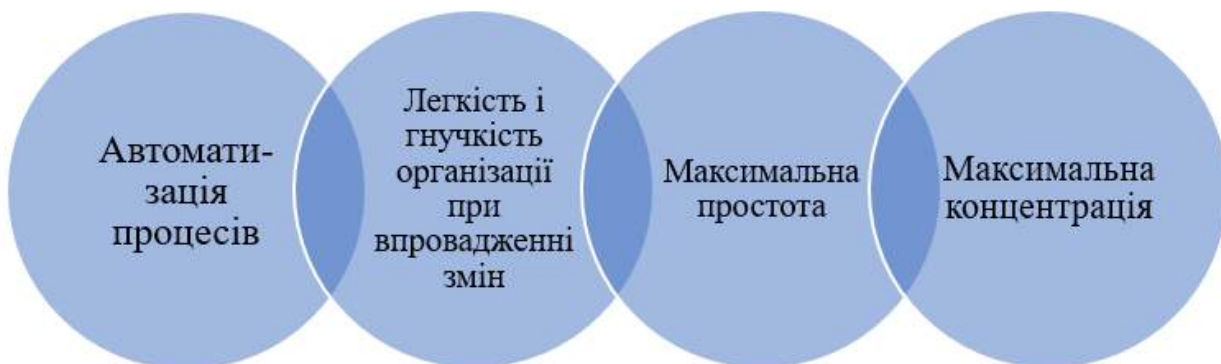 Автомати-
зація
процесів
Легкість і
гнучкість
організації
при
впровадженні
змін
Максимальна
простота
Максимальна
концентрація